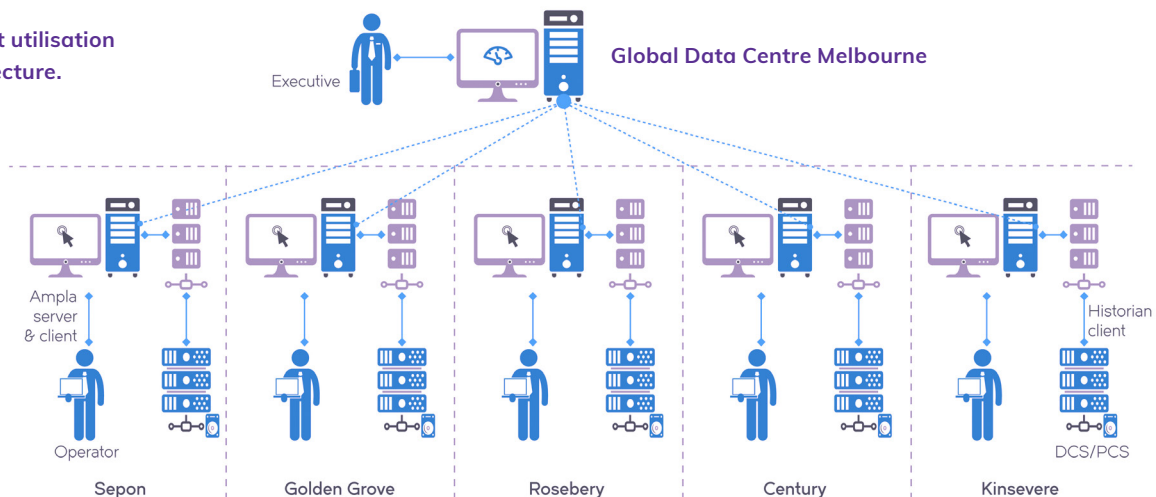 t utilisation
ecture.
Global Data Centre Melbourne
Executive
Ampla
server
& client
Historian
client
Operator
DCS/PCS
Sepon
Golden Grove
Rosebery
Century
Kinsevere